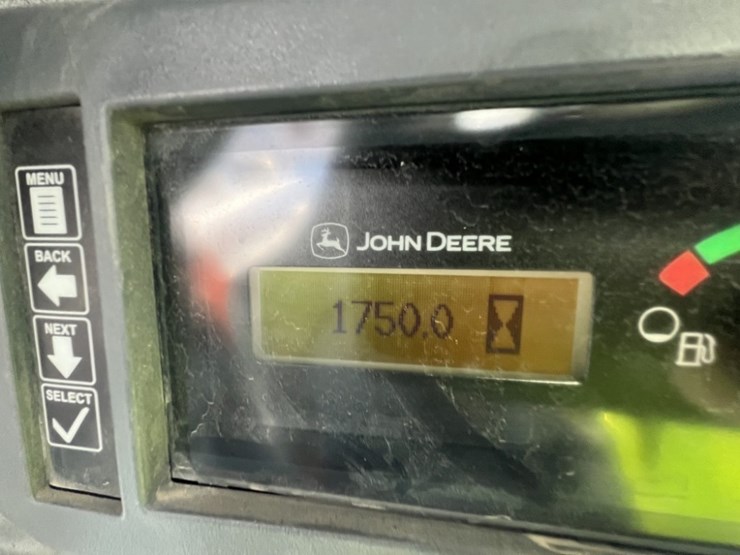 MENU
BACK
NEXT
SELECT
JOHN DEERE
1750.0